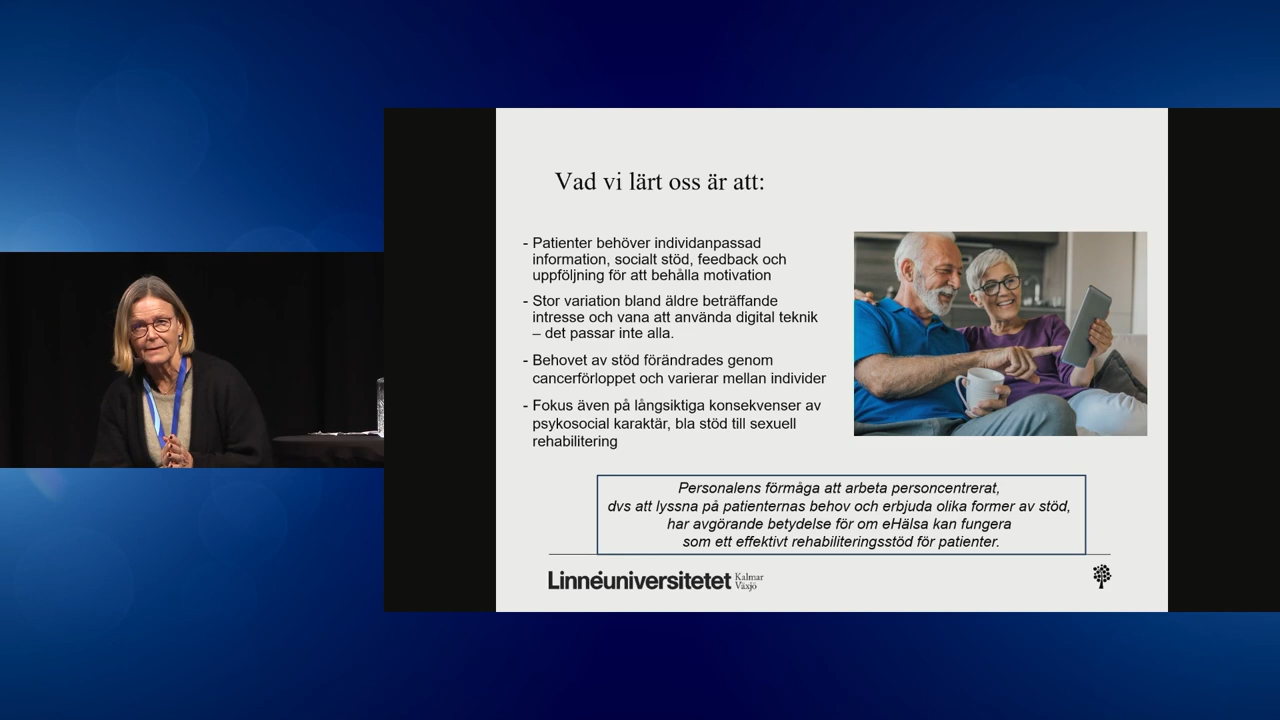 Vad vi lärt oss är att:
- Patienter behöver individanpassad
information, socialt stöd, feedback och
uppföljning för att behålla motivation
- Stor variation bland äldre beträffande
intresse och vana att använda digital teknik
– det passar inte alla.
- Behovet av stöd förändrades genom
cancerförloppet och varierar mellan individer
- Fokus även på långsiktiga konsekvenser av
psykosocial karaktär, bla stöd till sexuell
rehabilitering
Personalens förmåga att arbeta personcentrerat,
dvs att lyssna på patienternas behov och erbjuda olika former av stöd,
har avgörande betydelse för om eHälsa kan fungera
som ett effektivt rehabiliteringsstöd för patienter.
Linnéuniversitetet Kalmar
Växjö